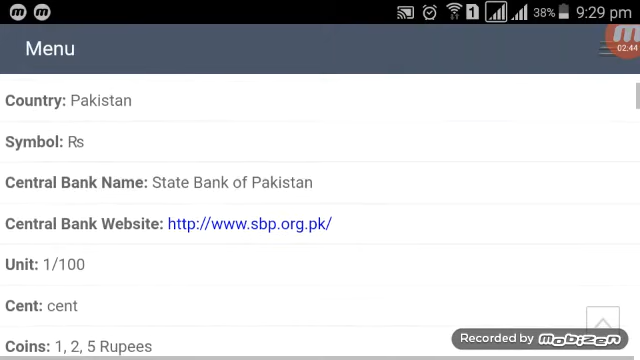 38% 9:29 pm
Menu
02:44
Country: Pakistan
Symbol: ₨
Central Bank Name: State Bank of Pakistan
Central Bank Website: http://www.sbp.org.pk/
Unit: 1/100
Cent: cent
Coins: 1, 2, 5 Rupees
Recorded by MOBIZEN